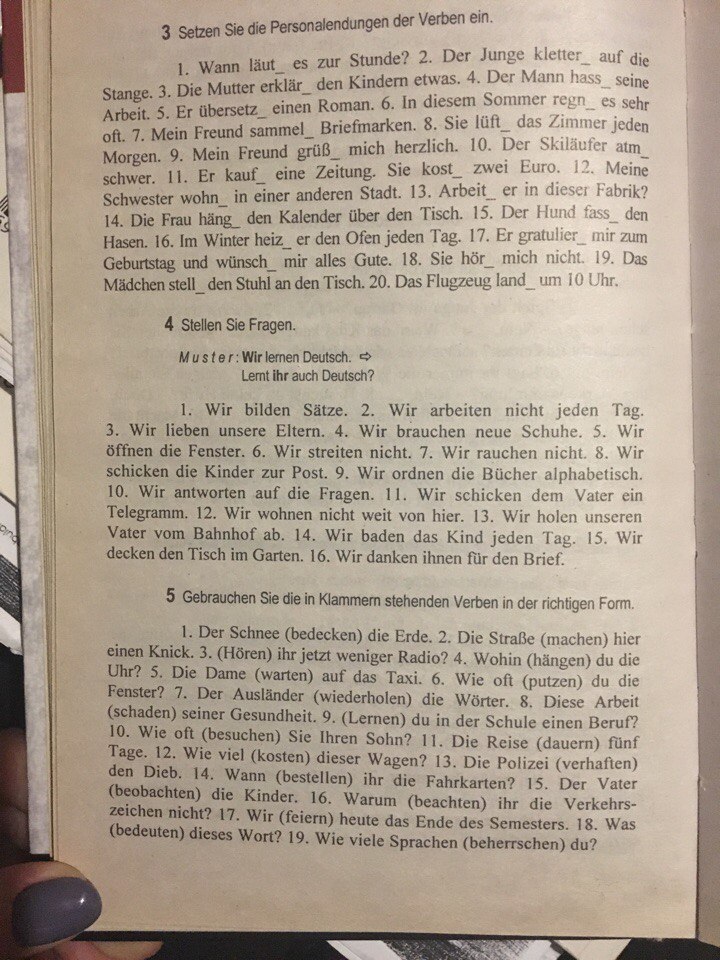 3 Setzen Sie die Personalendungen der Verben ein.
1. Wann läut_ es zur Stunde? 2. Der Junge kletter_ auf die
Stange. 3. Die Mutter erklär_ den Kindern etwas. 4. Der Mann hass_ seine
Arbeit. 5. Er übersetz_ einen Roman. 6. In diesem Sommer regn_ es sehr
oft. 7. Mein Freund sammel_ Briefmarken. 8. Sie lüft_ das Zimmer jeden
Morgen. 9. Mein Freund grüß_ mich herzlich. 10. Der Skiläufer atm_
schwer. 11. Er kauf_ eine Zeitung. Sie kost_ zwei Euro. 12. Meine
Schwester wohn_ in einer anderen Stadt. 13. Arbeit_ er in dieser Fabrik?
14. Die Frau häng_ den Kalender über den Tisch. 15. Der Hund fass_ den
Hasen. 16. Im Winter heiz_ er den Ofen jeden Tag. 17. Er gratulier_ mir zum
Geburtstag und wünsch_ mir alles Gute. 18. Sie hör_ mich nicht. 19. Das
Mädchen stell_ den Stuhl an den Tisch. 20. Das Flugzeug land_ um 10 Uhr.
4 Stellen Sie Fragen.
Muster: Wir lernen Deutsch. ⇨
Lernt ihr auch Deutsch?
1. Wir bilden Sätze. 2. Wir arbeiten nicht jeden Tag.
3. Wir lieben unsere Eltern. 4. Wir brauchen neue Schuhe. 5. Wir
öffnen die Fenster. 6. Wir streiten nicht. 7. Wir rauchen nicht. 8. Wir
schicken die Kinder zur Post. 9. Wir ordnen die Bücher alphabetisch.
10. Wir antworten auf die Fragen. 11. Wir schicken dem Vater ein
Telegramm. 12. Wir wohnen nicht weit von hier. 13. Wir holen unseren
Vater vom Bahnhof ab. 14. Wir baden das Kind jeden Tag. 15. Wir
decken den Tisch im Garten. 16. Wir danken ihnen für den Brief.
5 Gebrauchen Sie die in Klammern stehenden Verben in der richtigen Form.
1. Der Schnee (bedecken) die Erde. 2. Die Straße (machen) hier
einen Knick. 3. (Hören) ihr jetzt weniger Radio? 4. Wohin (hängen) du die
Uhr? 5. Die Dame (warten) auf das Taxi. 6. Wie oft (putzen) du die
Fenster? 7. Der Ausländer (wiederholen) die Wörter. 8. Diese Arbeit
(schaden) seiner Gesundheit. 9. (Lernen) du in der Schule einen Beruf?
10. Wie oft (besuchen) Sie Ihren Sohn? 11. Die Reise (dauern) fünf
Tage. 12. Wie viel (kosten) dieser Wagen? 13. Die Polizei (verhaften)
den Dieb. 14. Wann (bestellen) ihr die Fahrkarten? 15. Der Vater
(beobachten) die Kinder. 16. Warum (beachten) ihr die Verkehrs-
zeichen nicht? 17. Wir (feiern) heute das Ende des Semesters. 18. Was
(bedeuten) dieses Wort? 19. Wie viele Sprachen (beherrschen) du?